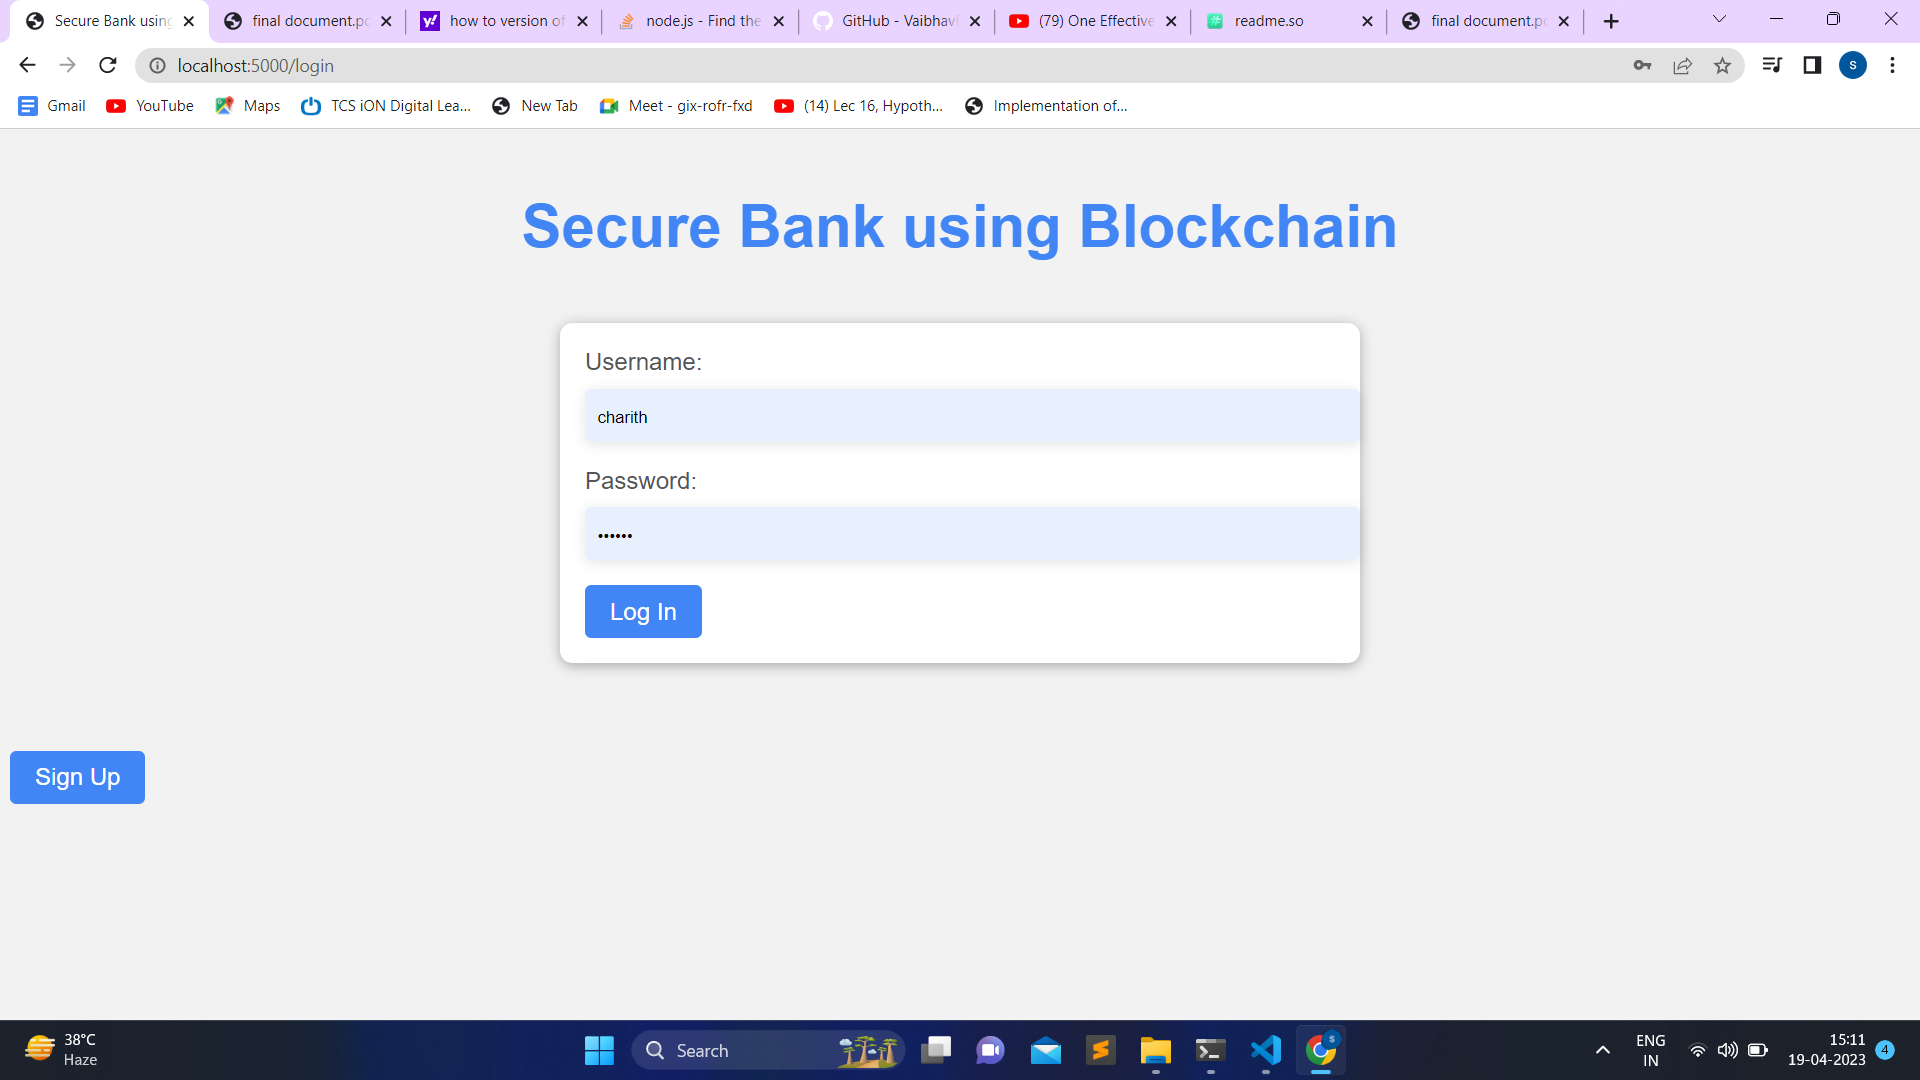 Secure Bank using
final document.pd
how to version of
node.js - Find the
GitHub - Vaibhavi
(79) One Effective
readme.so
final document.pd
localhost:5000/login
S
Gmail
YouTube
Maps
TCS iON Digital Lea...
New Tab
Meet - gix-rofr-fxd
(14) Lec 16, Hypoth...
Implementation of...
Secure Bank using Blockchain
Username:
charith
Password:
••••••
Log In
Sign Up
38°C
Haze
Search
ENG
IN
15:11
19-04-2023
4